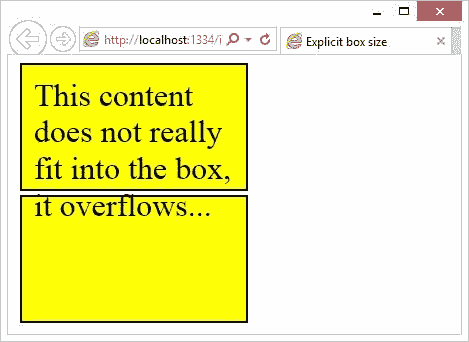 http://localhost:1334/i
Explicit box size
This content
does not really
fit into the box,
it overflows...